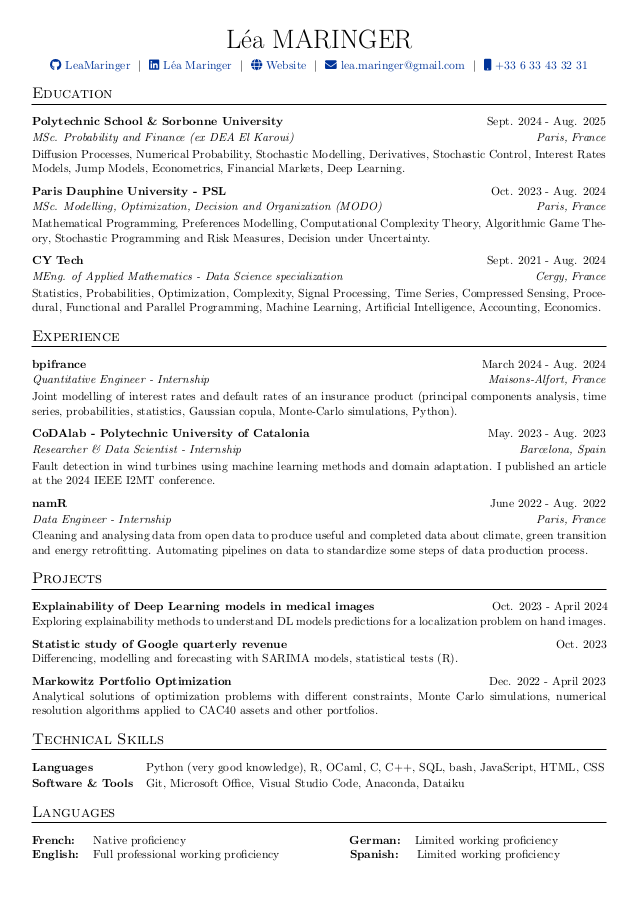 Léa MARINGER
LeaMaringer | Léa Maringer | Website | lea.maringer@gmail.com | +33 6 33 43 32 31
Education
Polytechnic School & Sorbonne University Sept. 2024 - Aug. 2025
MSc. Probability and Finance (ex DEA El Karoui) Paris, France
Diffusion Processes, Numerical Probability, Stochastic Modelling, Derivatives, Stochastic Control, Interest Rates
Models, Jump Models, Econometrics, Financial Markets, Deep Learning.
Paris Dauphine University - PSL Oct. 2023 - Aug. 2024
MSc. Modelling, Optimization, Decision and Organization (MODO) Paris, France
Mathematical Programming, Preferences Modelling, Computational Complexity Theory, Algorithmic Game The-
ory, Stochastic Programming and Risk Measures, Decision under Uncertainty.
CY Tech Sept. 2021 - Aug. 2024
MEng. of Applied Mathematics - Data Science specialization Cergy, France
Statistics, Probabilities, Optimization, Complexity, Signal Processing, Time Series, Compressed Sensing, Proce-
dural, Functional and Parallel Programming, Machine Learning, Artificial Intelligence, Accounting, Economics.
Experience
bpifrance March 2024 - Aug. 2024
Quantitative Engineer - Internship Maisons-Alfort, France
Joint modelling of interest rates and default rates of an insurance product (principal components analysis, time
series, probabilities, statistics, Gaussian copula, Monte-Carlo simulations, Python).
CoDAlab - Polytechnic University of Catalonia May. 2023 - Aug. 2023
Researcher & Data Scientist - Internship Barcelona, Spain
Fault detection in wind turbines using machine learning methods and domain adaptation. I published an article
at the 2024 IEEE I2MT conference.
namR June 2022 - Aug. 2022
Data Engineer - Internship Paris, France
Cleaning and analysing data from open data to produce useful and completed data about climate, green transition
and energy retrofitting. Automating pipelines on data to standardize some steps of data production process.
Projects
Explainability of Deep Learning models in medical images Oct. 2023 - April 2024
Exploring explainability methods to understand DL models predictions for a localization problem on hand images.
Statistic study of Google quarterly revenue Oct. 2023
Differencing, modelling and forecasting with SARIMA models, statistical tests (R).
Markowitz Portfolio Optimization Dec. 2022 - April 2023
Analytical solutions of optimization problems with different constraints, Monte Carlo simulations, numerical
resolution algorithms applied to CAC40 assets and other portfolios.
Technical Skills
Languages Python (very good knowledge), R, OCaml, C, C++, SQL, bash, JavaScript, HTML, CSS
Software & Tools Git, Microsoft Office, Visual Studio Code, Anaconda, Dataiku
Languages
French: Native proficiency German: Limited working proficiency
English: Full professional working proficiency Spanish: Limited working proficiency